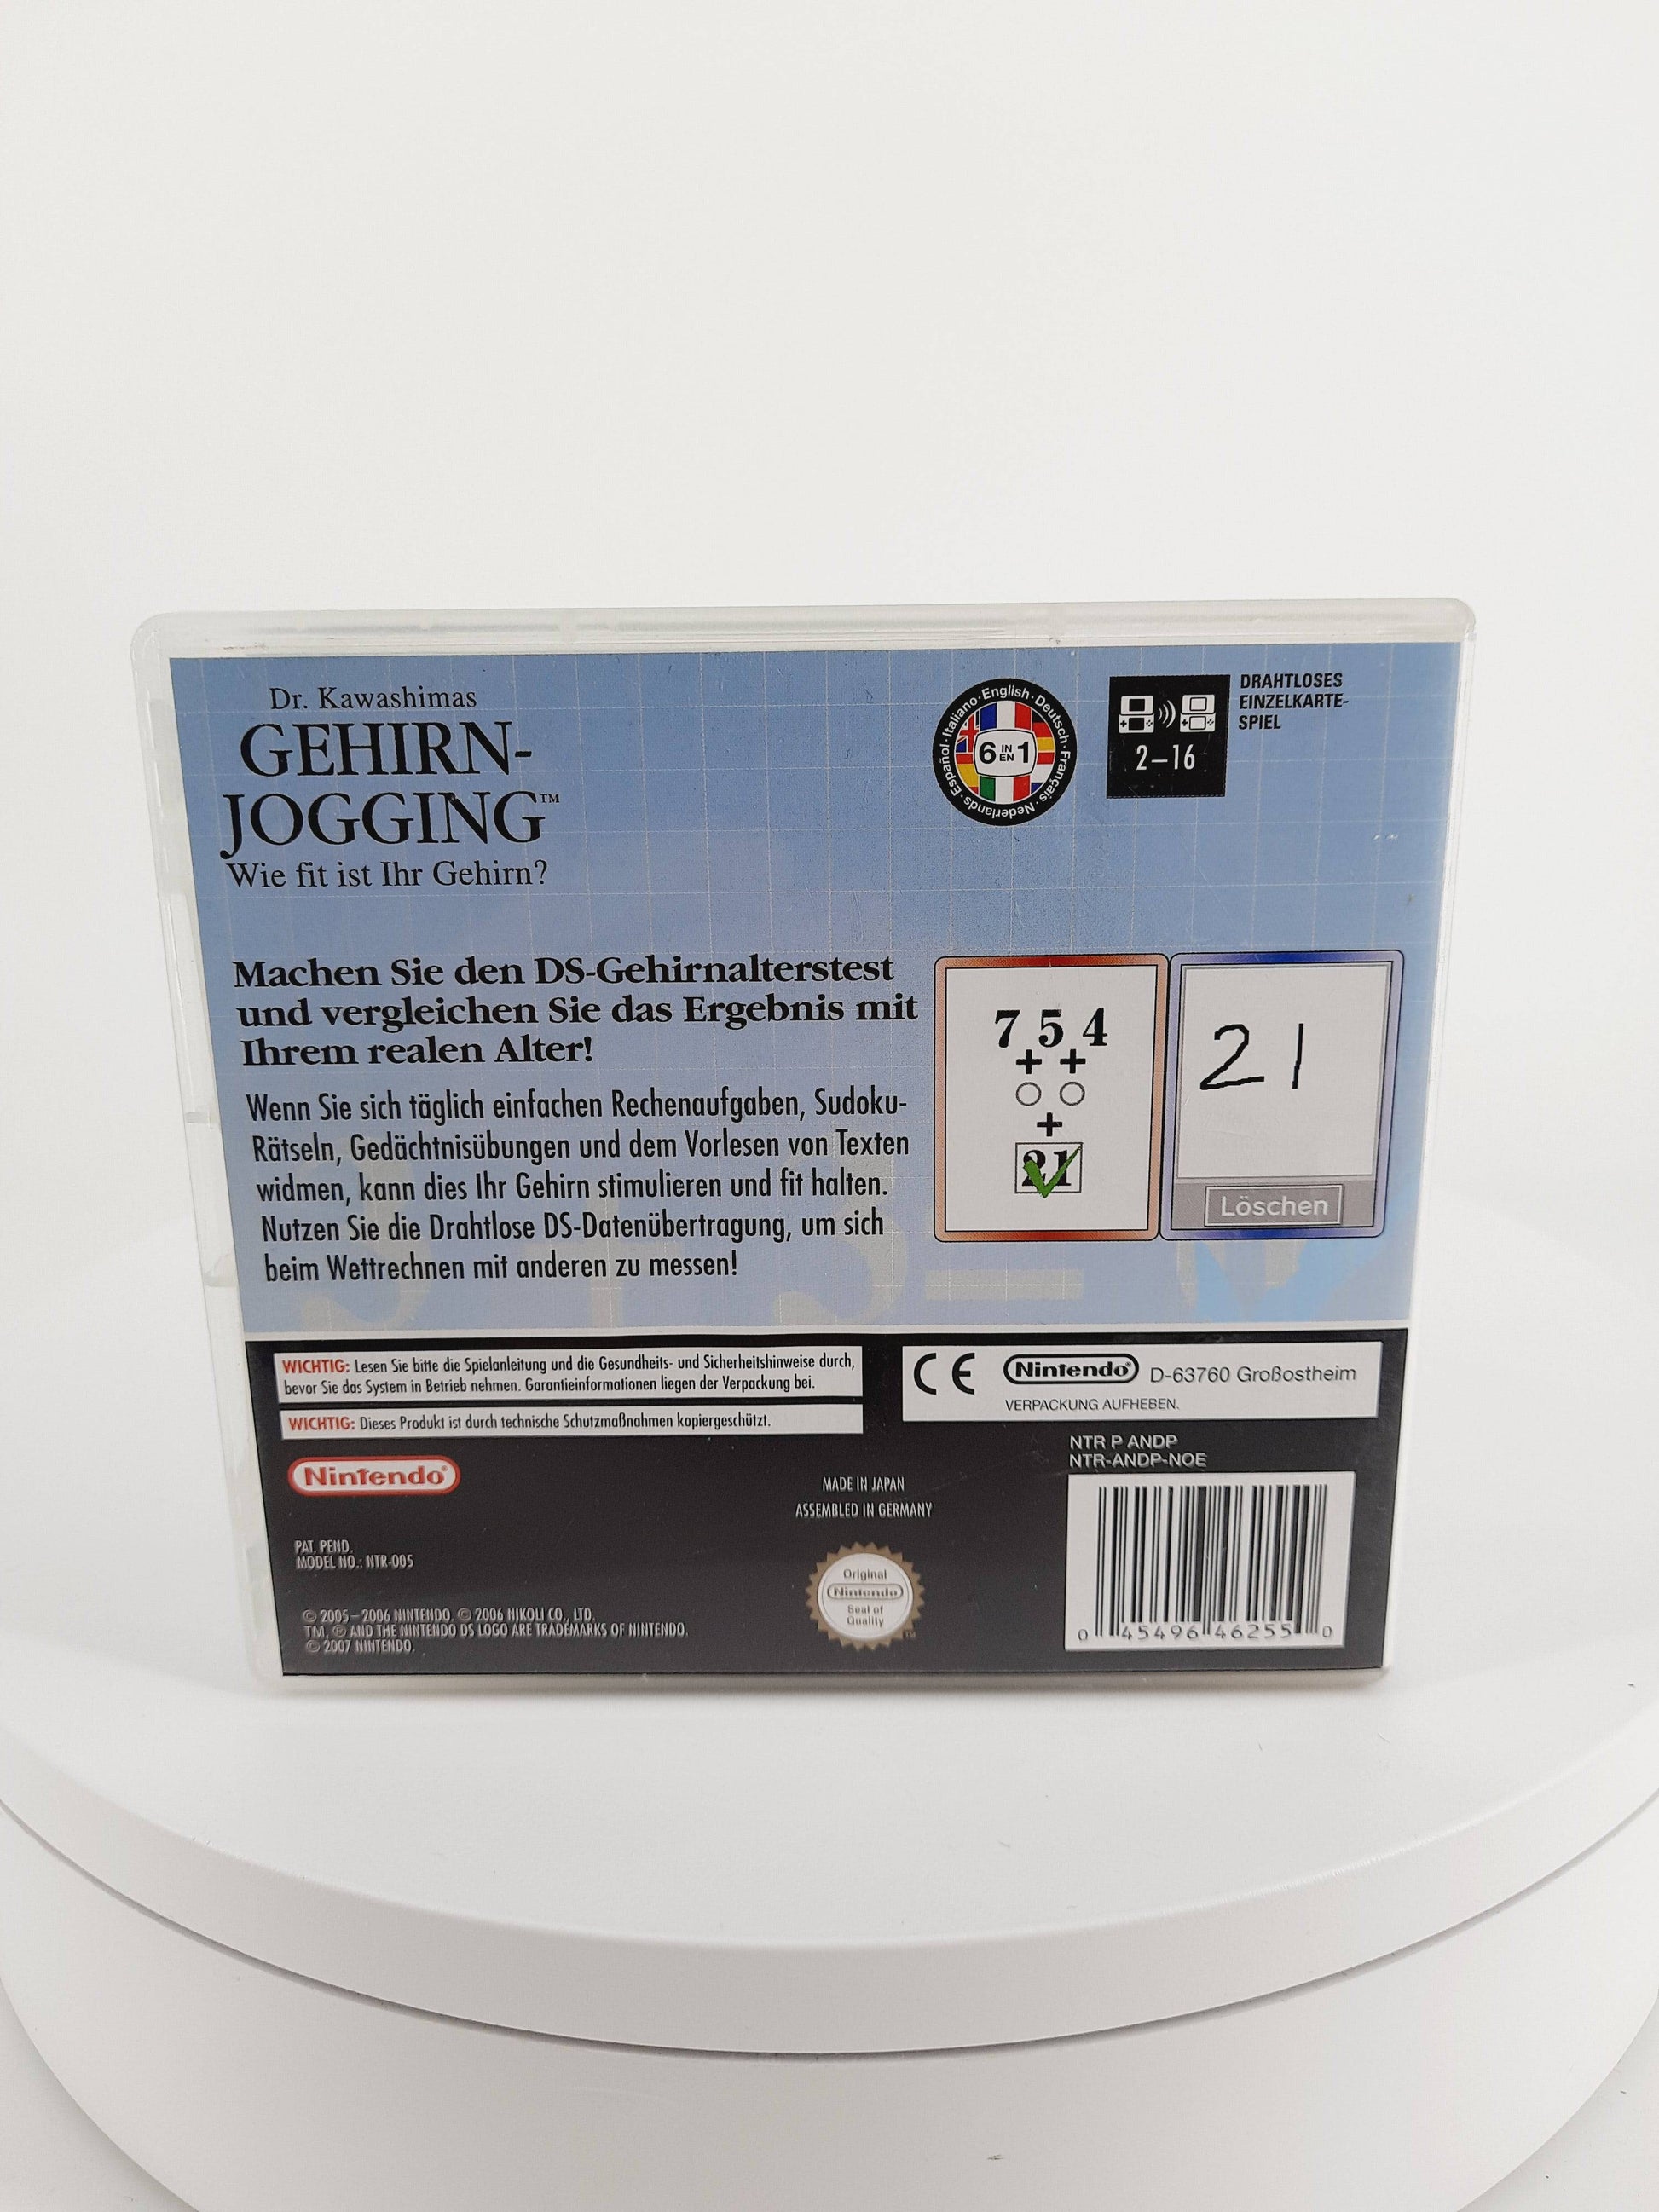 Dr. Kawashimas
GEHIRN-
JOGGING™
Wie fit ist Ihr Gehirn?
English · Deutsch · Français · Nederlands · Español · Italiano
6 IN EN 1
2–16
DRAHTLOSES
EINZELKARTE-
SPIEL
Machen Sie den DS-Gehirnalterstest
und vergleichen Sie das Ergebnis mit
Ihrem realen Alter!
Wenn Sie sich täglich einfachen Rechenaufgaben, Sudoku-
Rätseln, Gedächtnisübungen und dem Vorlesen von Texten
widmen, kann dies Ihr Gehirn stimulieren und fit halten.
Nutzen Sie die Drahtlose DS-Datenübertragung, um sich
beim Wettrechnen mit anderen zu messen!
7 5 4
+ +
+
21
21
Löschen
WICHTIG: Lesen Sie bitte die Spielanleitung und die Gesundheits- und Sicherheitshinweise durch,
bevor Sie das System in Betrieb nehmen. Garantieinformationen liegen der Verpackung bei.
WICHTIG: Dieses Produkt ist durch technische Schutzmaßnahmen kopiergeschützt.
CE Nintendo® D-63760 Großostheim
VERPACKUNG AUFHEBEN.
NTR P ANDP
NTR-ANDP-NOE
Nintendo®
MADE IN JAPAN
ASSEMBLED IN GERMANY
PAT. PEND.
MODEL NO.: NTR-005
Original
Nintendo
Seal of
Quality
TM
© 2005–2006 NINTENDO. © 2006 NIKOLI CO., LTD.
TM, ® AND THE NINTENDO DS LOGO ARE TRADEMARKS OF NINTENDO.
© 2007 NINTENDO.
0 45496 46255 0